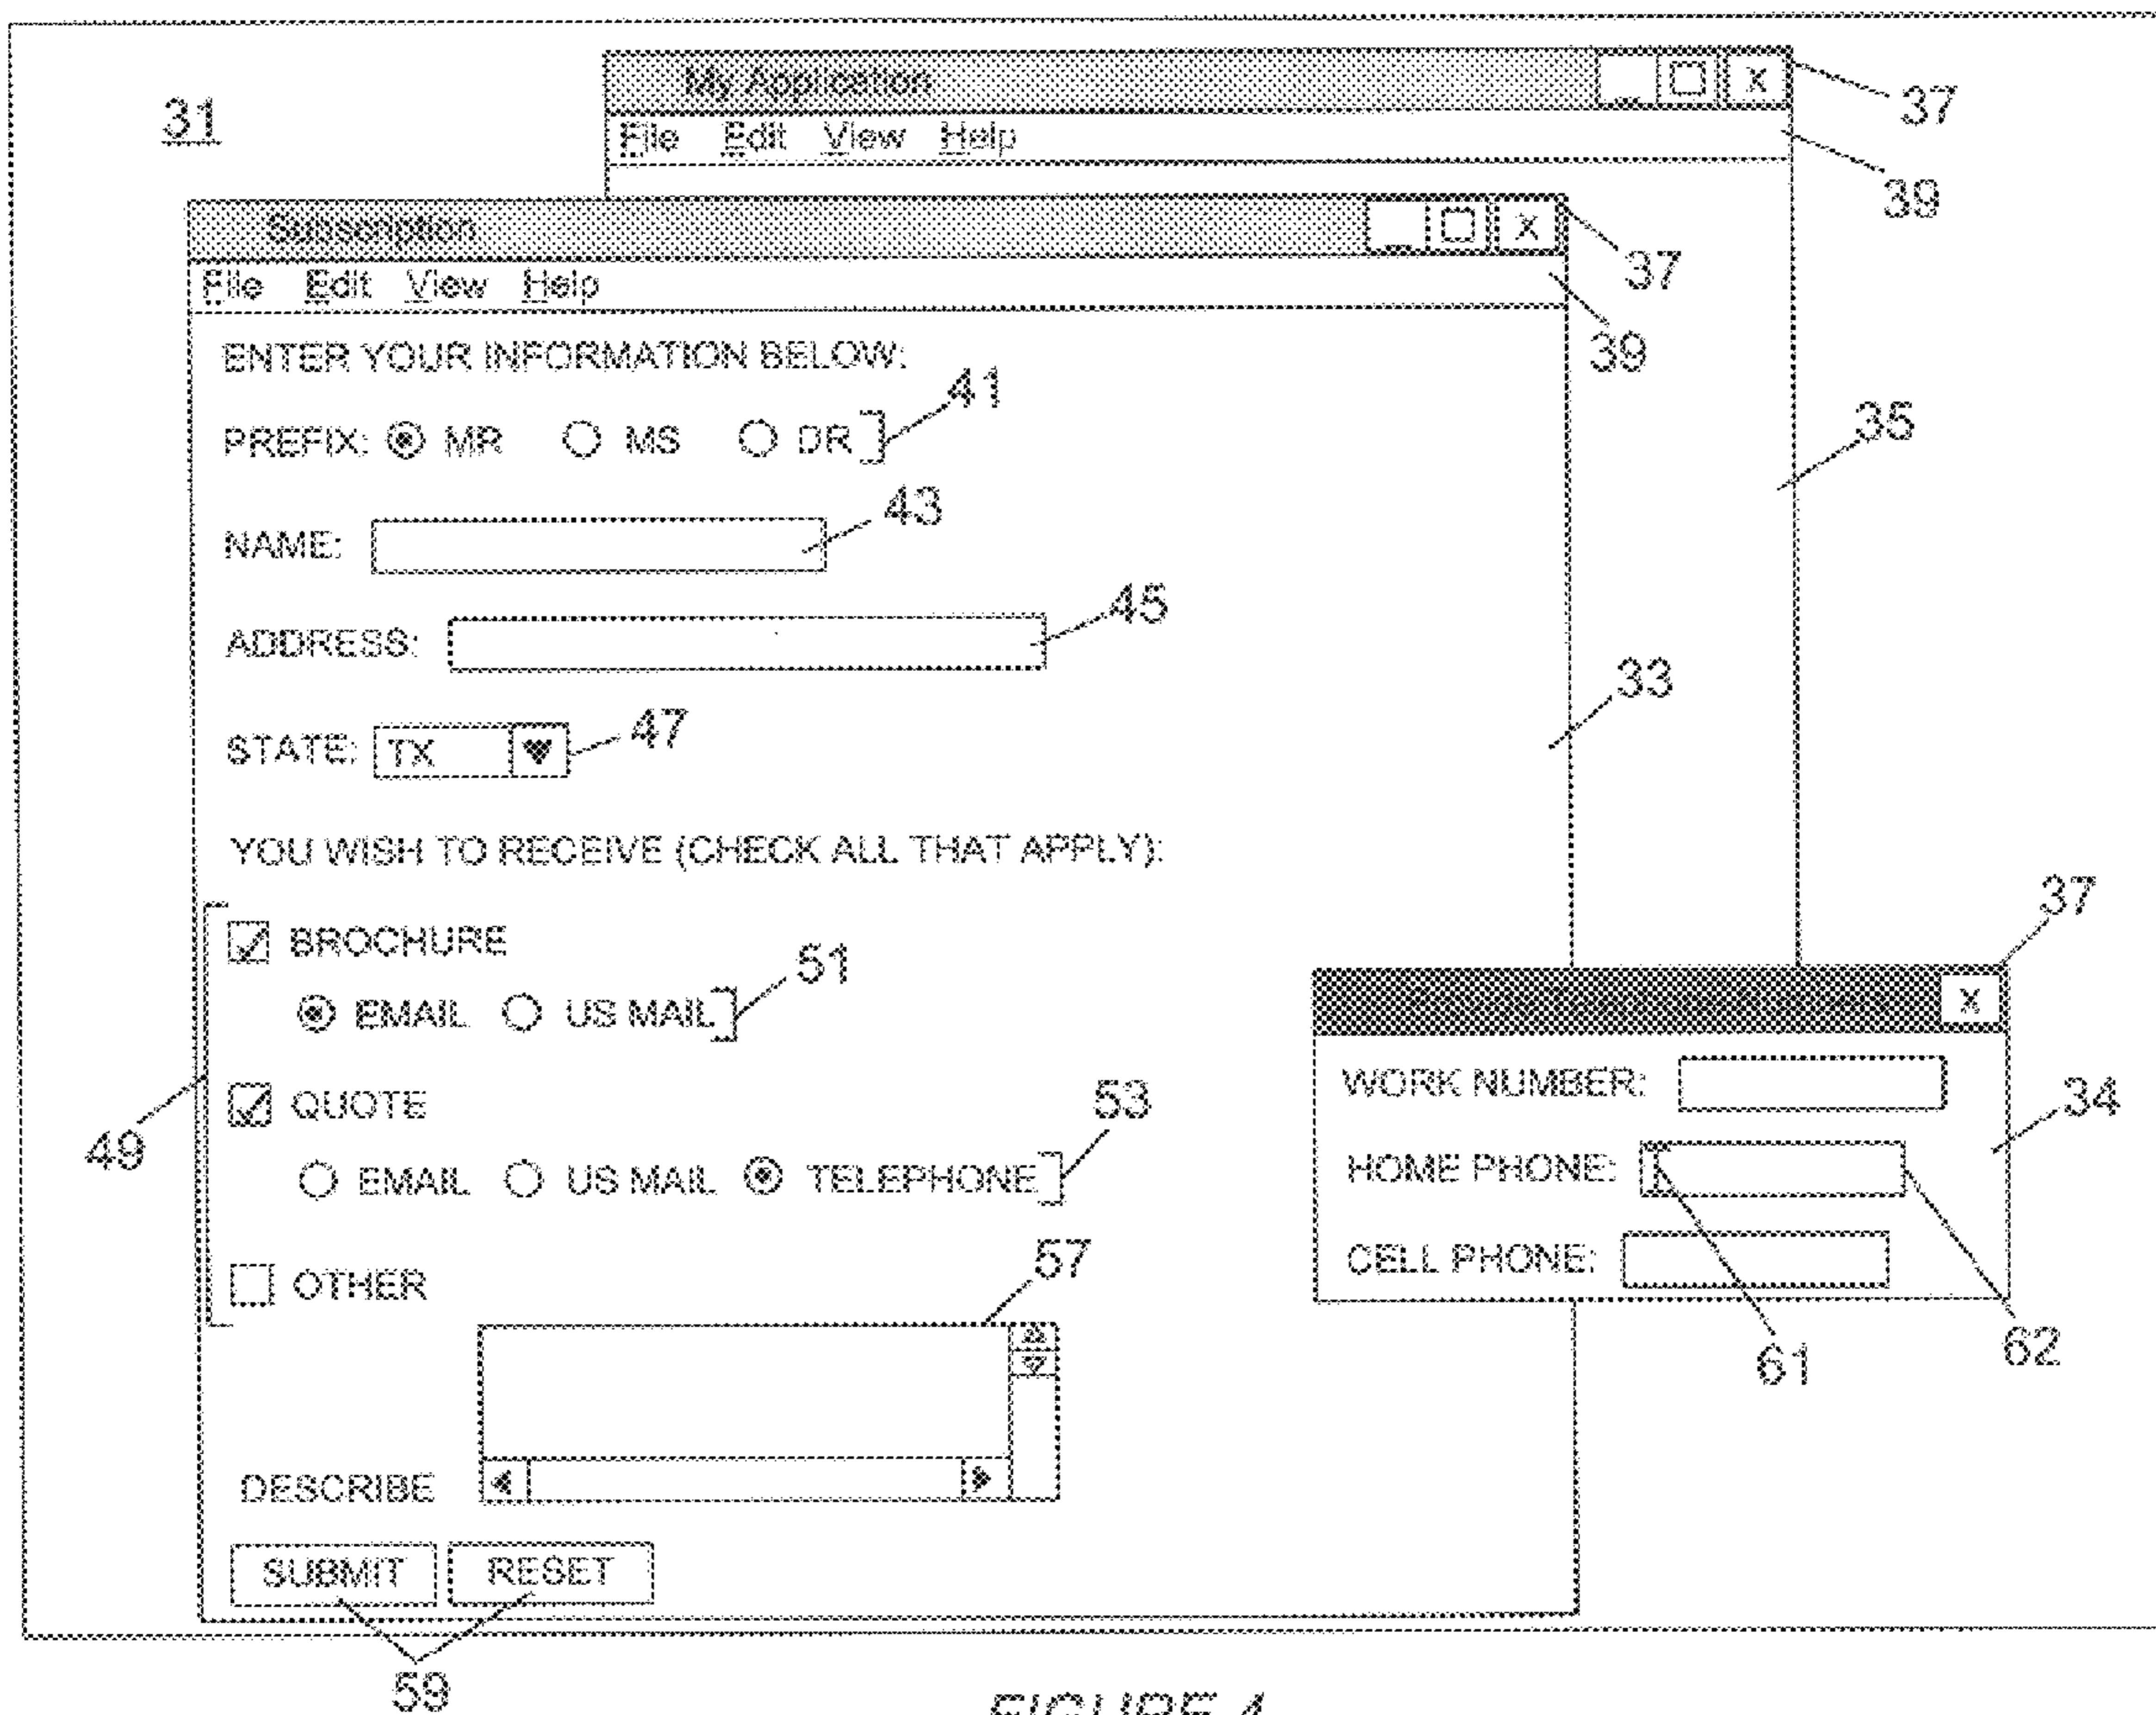 31
My Application
37
File Edit View Help
39
Subscription
37
File Edit View Help
39
ENTER YOUR INFORMATION BELOW:
41
PREFIX: MR MS DR
35
43
NAME:
45
ADDRESS:
33
47
STATE: TX
YOU WISH TO RECEIVE (CHECK ALL THAT APPLY):
37
BROCHURE
51
EMAIL US MAIL
X
WORK NUMBER:
34
49
QUOTE
53
HOME PHONE:
EMAIL US MAIL TELEPHONE
CELL PHONE:
57
OTHER
61
62
DESCRIBE
SUBMIT RESET
59
FIGURE 4